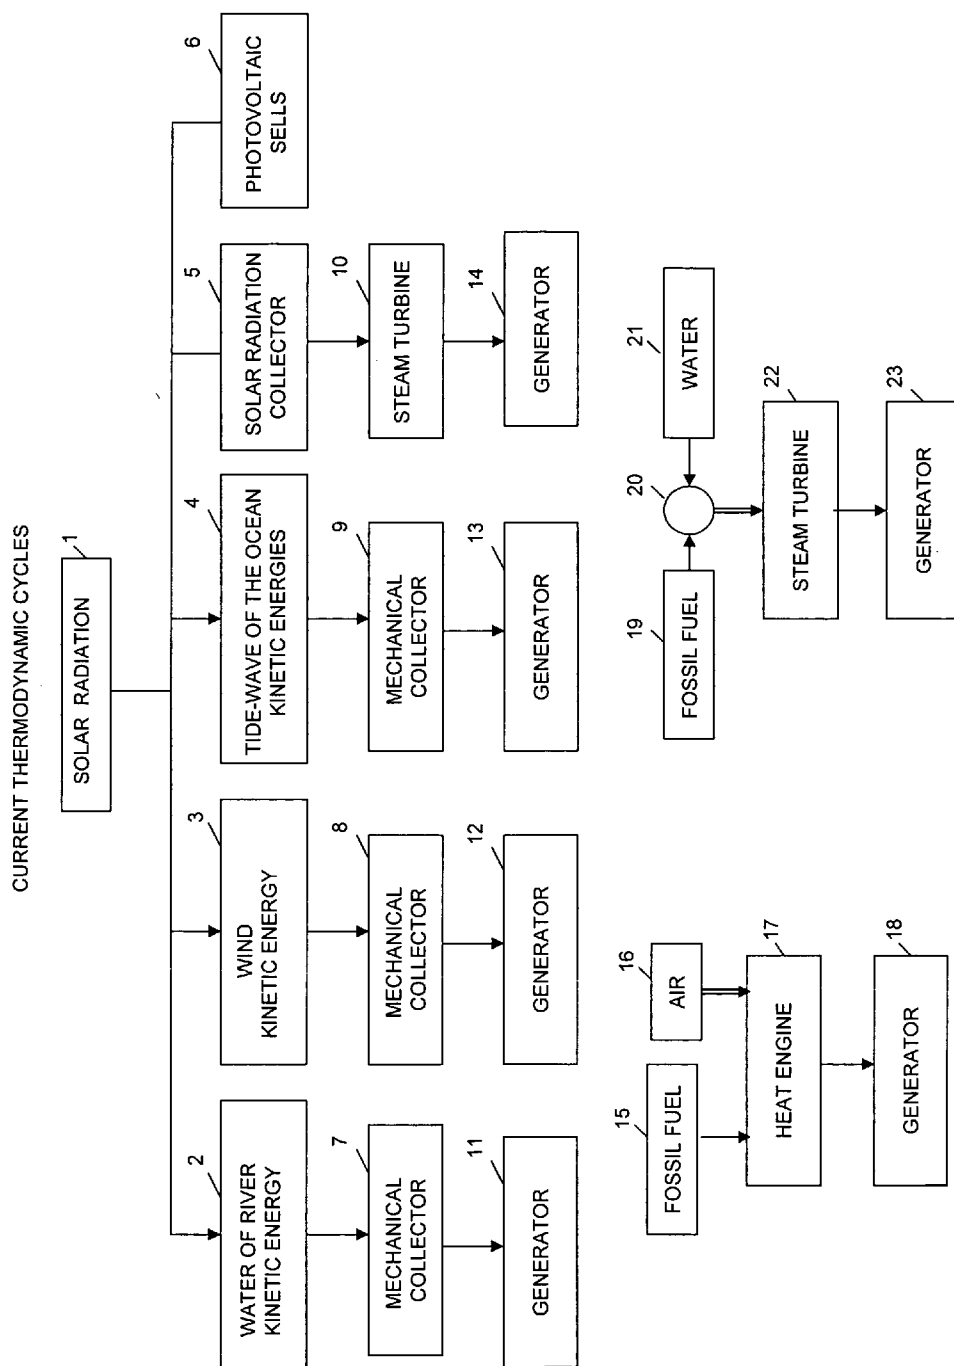 CURRENT THERMODYNAMIC CYCLES
1
SOLAR RADIATION
2
WATER OF RIVER
KINETIC ENERGY
3
WIND
KINETIC ENERGY
4
TIDE-WAVE OF THE OCEAN
KINETIC ENERGIES
5
SOLAR RADIATION
COLLECTOR
6
PHOTOVOLTAIC
SELLS
7
MECHANICAL
COLLECTOR
8
MECHANICAL
COLLECTOR
9
MECHANICAL
COLLECTOR
10
STEAM TURBINE
11
GENERATOR
12
GENERATOR
13
GENERATOR
14
GENERATOR
15
FOSSIL FUEL
16
AIR
17
HEAT ENGINE
18
GENERATOR
19
FOSSIL FUEL
20
21
WATER
22
STEAM TURBINE
23
GENERATOR